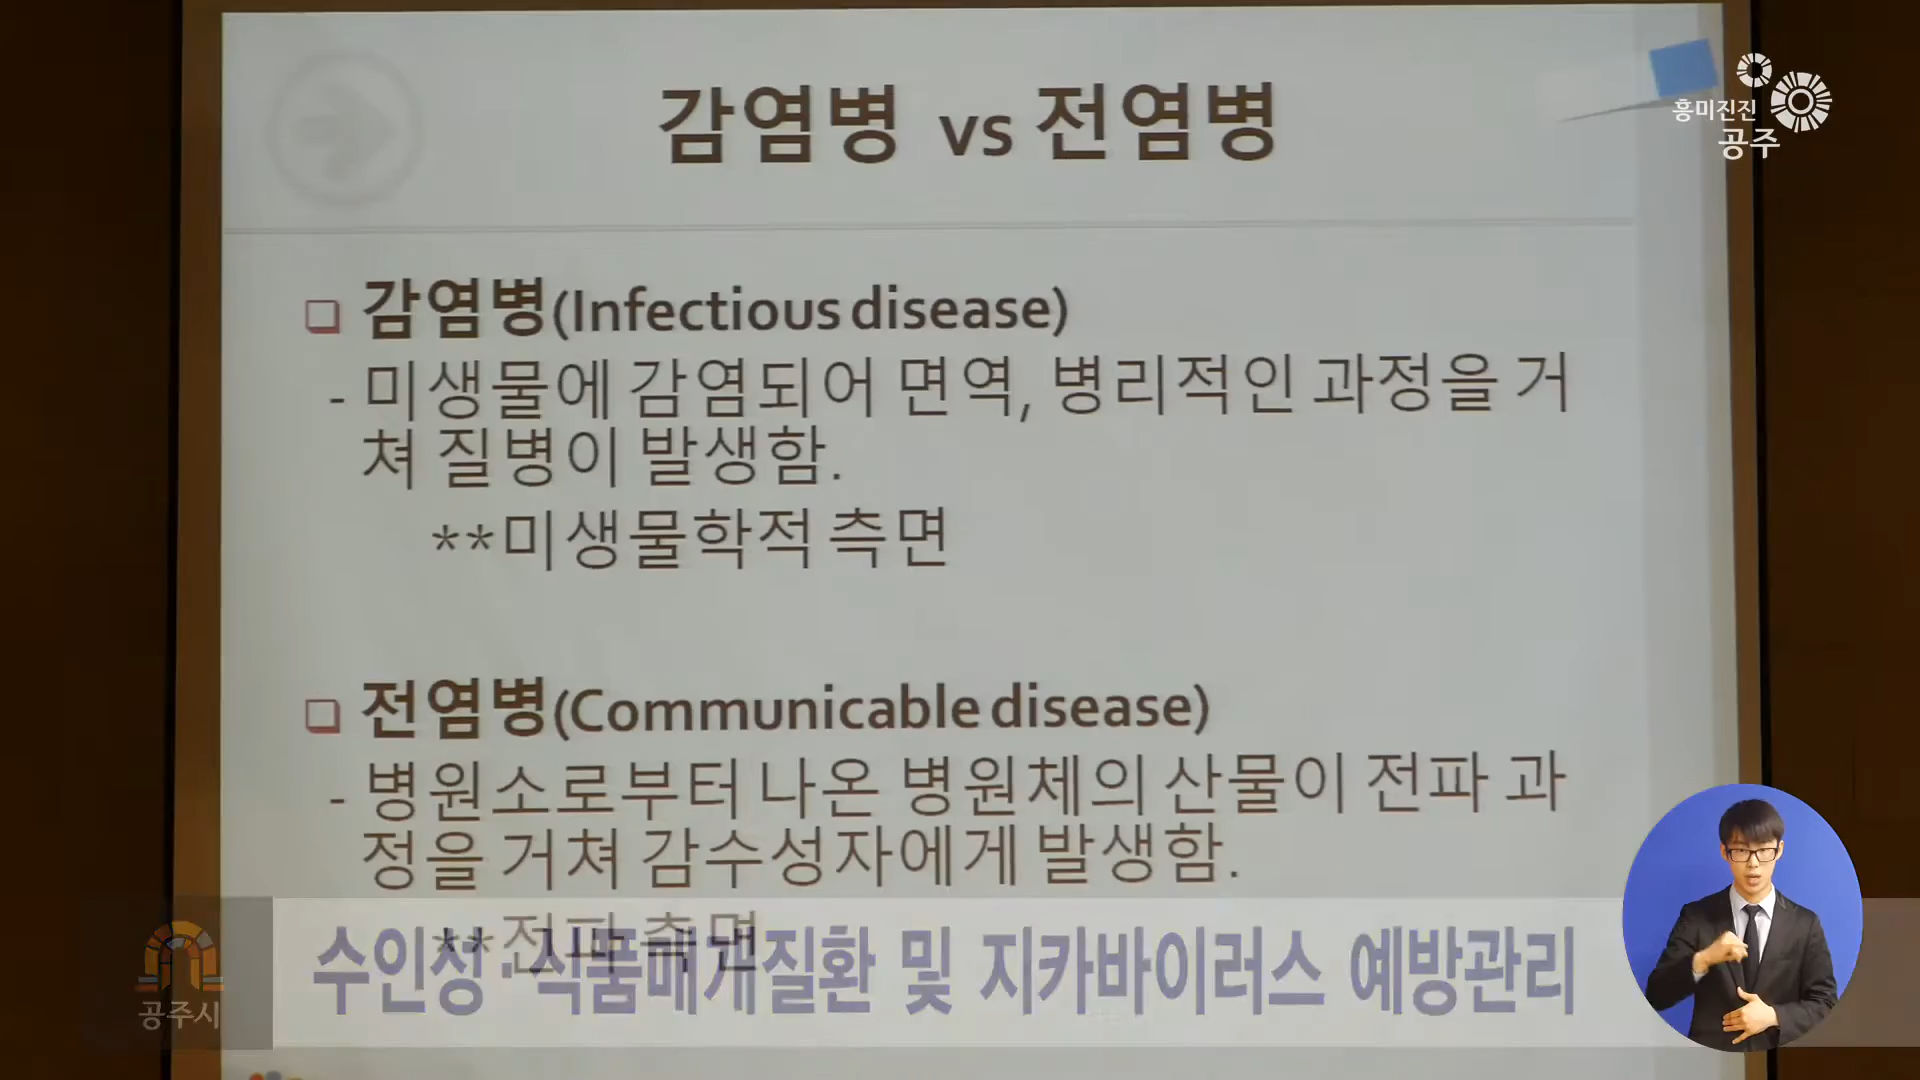 감염병 vs 전염병
흥미진진
공주
❑ 감염병(Infectious disease)
- 미생물에 감염되어 면역, 병리적인 과정을 거
쳐 질병이 발생함.
**미생물학적 측면
❑ 전염병(Communicable disease)
- 병원소로부터 나온 병원체의 산물이 전파 과
정을 거쳐 감수성자에게 발생함.
**전파 측면
수인성·식품매개질환 및 지카바이러스 예방관리
공주시